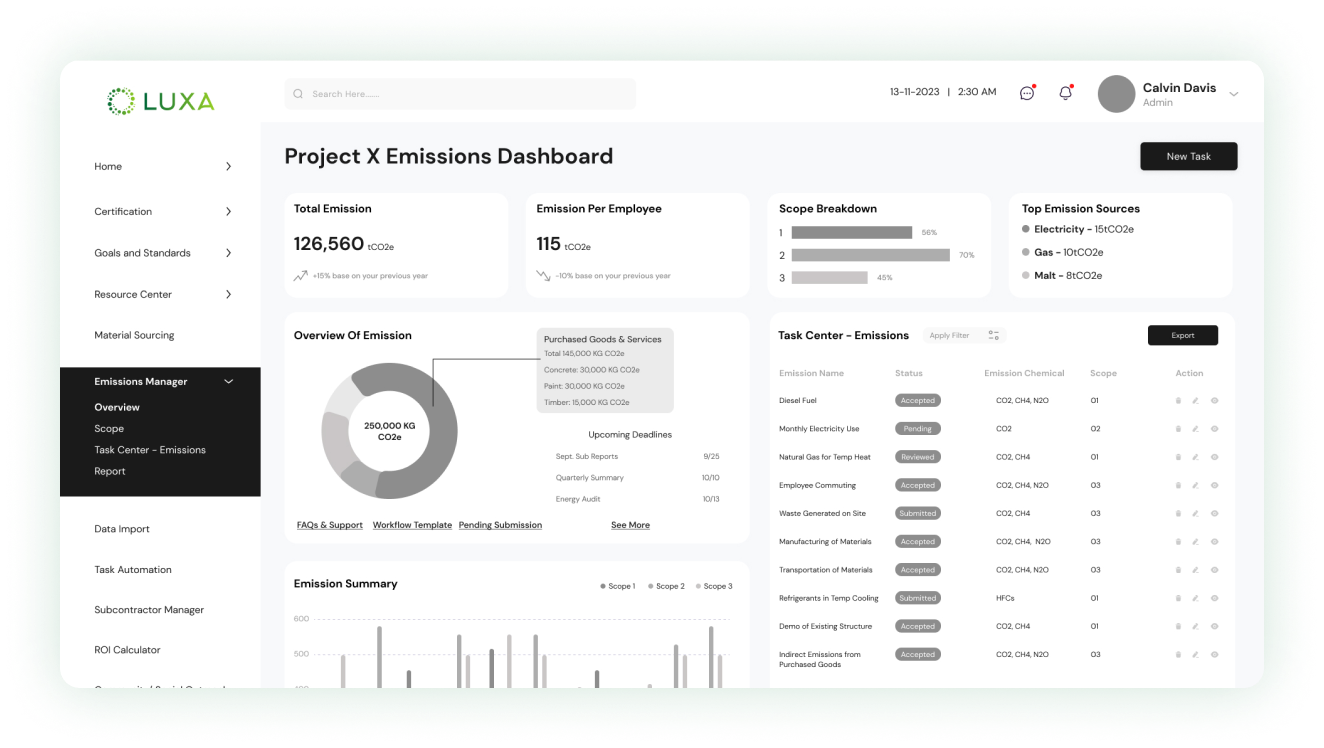 LUXA
Search Here......
13-11-2023 | 2:30 AM
Calvin Davis
Admin
Home
Certification
Goals and Standards
Resource Center
Material Sourcing
Emissions Manager
Overview
Scope
Task Center - Emissions
Report
Data Import
Task Automation
Subcontractor Manager
ROI Calculator
Project X Emissions Dashboard
New Task
Total Emission
126,560 tCO2e
+15% base on your previous year
Emission Per Employee
115 tCO2e
-10% base on your previous year
Scope Breakdown
1 56%
2 70%
3 45%
Top Emission Sources
Electricity - 15tCO2e
Gas - 10tCO2e
Malt - 8tCO2e
Overview Of Emission
250,000 KG
CO2e
Purchased Goods & Services
Total 145,000 KG CO2e
Concrete: 30,000 KG CO2e
Paint: 30,000 KG CO2e
Timber: 15,000 KG CO2e
Upcoming Deadlines
Sept. Sub Reports 9/25
Quarterly Summary 10/10
Energy Audit 10/13
FAQs & Support Workflow Template Pending Submission See More
Emission Summary
Scope 1 Scope 2 Scope 3
600
500
Task Center - Emissions
Apply Filter
Export
Emission Name Status Emission Chemical Scope Action
Diesel Fuel Accepted CO2, CH4, N2O 01
Monthly Electricity Use Pending CO2 02
Natural Gas for Temp Heat Reviewed CO2, CH4 01
Employee Commuting Accepted CO2, CH4, N2O 03
Waste Generated on Site Submitted CO2, CH4 03
Manufacturing of Materials Accepted CO2, CH4, N2O 03
Transportation of Materials Accepted CO2, CH4, N2O 03
Refrigerants in Temp Cooling Submitted HFCs 01
Demo of Existing Structure Accepted CO2, CH4 01
Indirect Emissions from Accepted CO2, CH4, N2O 03
Purchased Goods